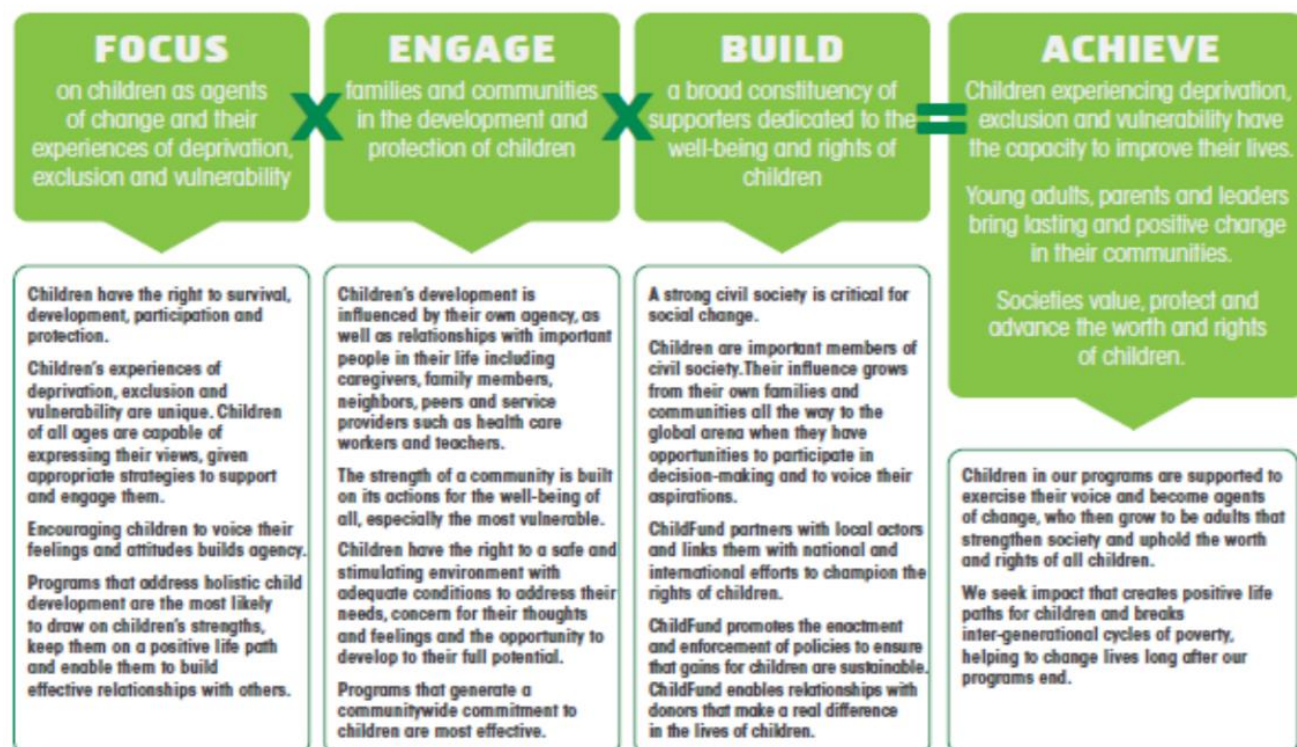 FOCUS
on children as agents
of change and their
experiences of deprivation,
exclusion and vulnerability
X
ENGAGE
families and communities
in the development and
protection of children
X
BUILD
a broad constituency of
supporters dedicated to the
well-being and rights of
children
=
ACHIEVE
Children experiencing deprivation,
exclusion and vulnerability have
the capacity to improve their lives.
Young adults, parents and leaders
bring lasting and positive change
in their communities.
Societies value, protect and
advance the worth and rights
of children.
Children have the right to survival,
development, participation and
protection.
Children's experiences of
deprivation, exclusion and
vulnerability are unique. Children
of all ages are capable of
expressing their views, given
appropriate strategies to support
and engage them.
Encouraging children to voice their
feelings and attitudes builds agency.
Programs that address holistic child
development are the most likely
to draw on children's strengths,
keep them on a positive life path
and enable them to build
effective relationships with others.
Children's development is
influenced by their own agency, as
well as relationships with important
people in their life including
caregivers, family members,
neighbors, peers and service
providers such as health care
workers and teachers.
The strength of a community is built
on its actions for the well-being of
all, especially the most vulnerable.
Children have the right to a safe and
stimulating environment with
adequate conditions to address their
needs, concern for their thoughts
and feelings and the opportunity to
develop to their full potential.
Programs that generate a
communitywide commitment to
children are most effective.
A strong civil society is critical for
social change.
Children are important members of
civil society.Their influence grows
from their own families and
communities all the way to the
global arena when they have
opportunities to participate in
decision-making and to voice their
aspirations.
ChildFund partners with local actors
and links them with national and
international efforts to champion the
rights of children.
ChildFund promotes the enactment
and enforcement of policies to ensure
that gains for children are sustainable.
ChildFund enables relationships with
donors that make a real difference
in the lives of children.
Children in our programs are supported to
exercise their voice and become agents
of change, who then grow to be adults that
strengthen society and uphold the worth
and rights of all children.
We seek impact that creates positive life
paths for children and breaks
inter-generational cycles of poverty,
helping to change lives long after our
programs end.